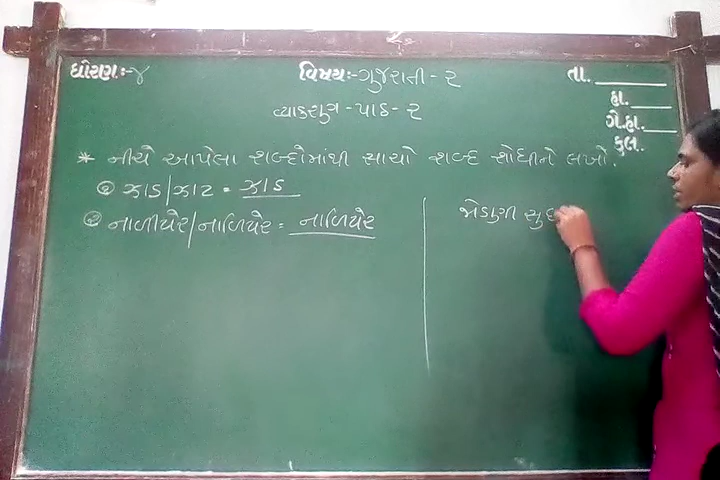 ધોરણ:-૪
વિષય:-ગુજરાતી-૨
તા.
વ્યાકરણ-પાઠ-૨
હા.
ગે.હા.
કુલ.
* નીચે આપેલા શબ્દોમાંથી સાચો શબ્દ શોધીને લખો.
૧ ઝાડ/ઝાટ = ઝાડ
૨ નાળીયેર/નાળિયેર = નાળિયેર
જોડણી સુધ